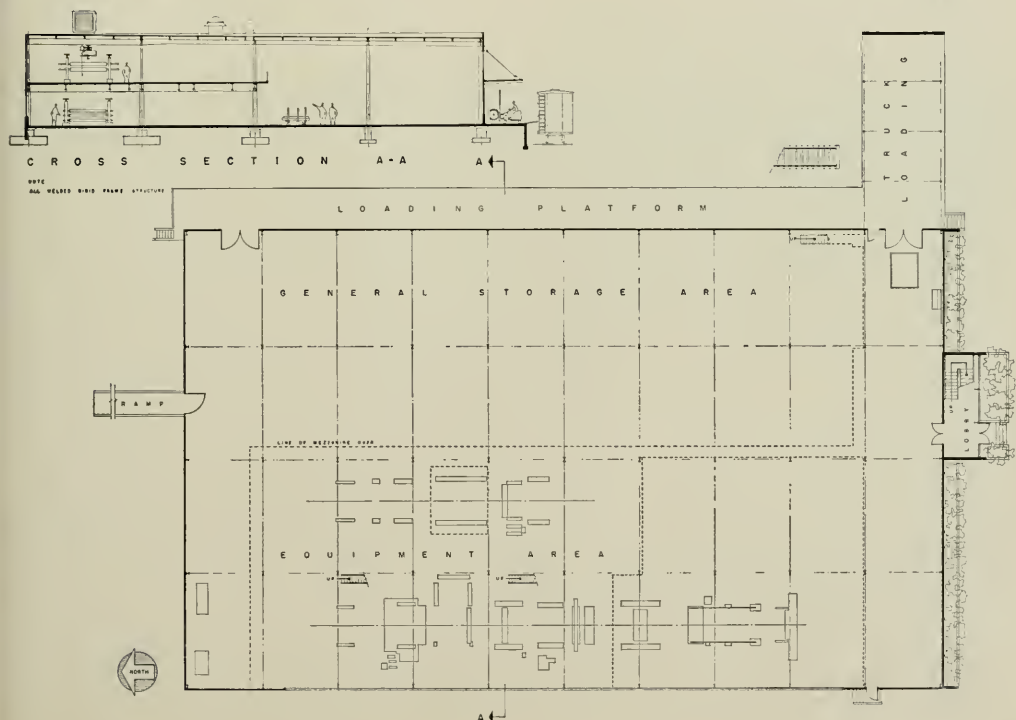 CROSS SECTION A-A
NOTE
ALL WELDED RIGID FRAME STRUCTURE
A
TRUCK LOADING
LOADING PLATFORM
GENERAL STORAGE AREA
RAMP
UP
LOBBY
LINE OF MEZZANINE OVER
EQUIPMENT AREA
UP
UP
NORTH
A